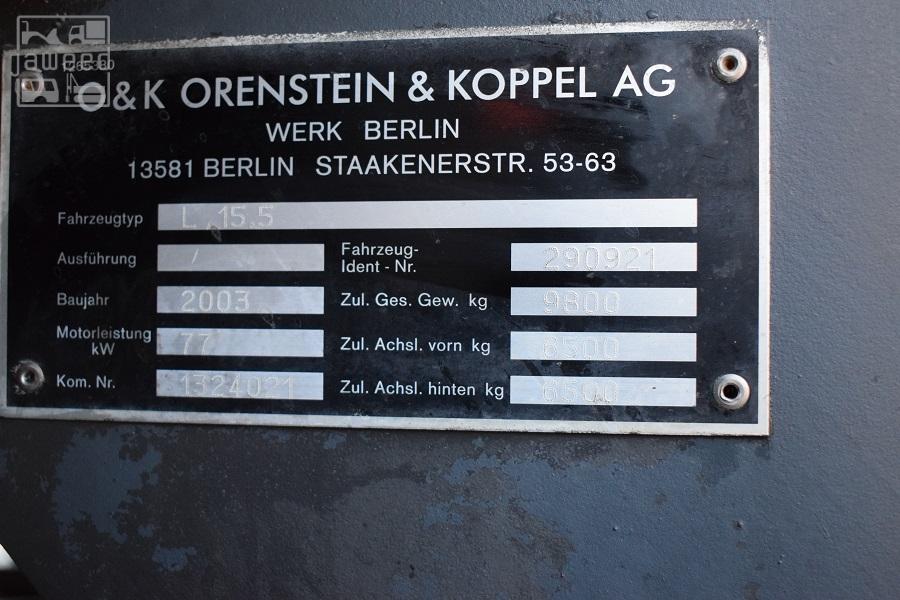 jaweed
O&K ORENSTEIN & KOPPEL AG
WERK BERLIN
13581 BERLIN STAAKENERSTR. 53-63
Fahrzeugtyp L 15.5
Ausführung / Fahrzeug-Ident - Nr. 290921
Baujahr 2003 Zul. Ges. Gew. kg 9800
Motorleistung kW 77 Zul. Achsl. vorn kg 6500
Kom. Nr. 1324021 Zul. Achsl. hinten kg 6500